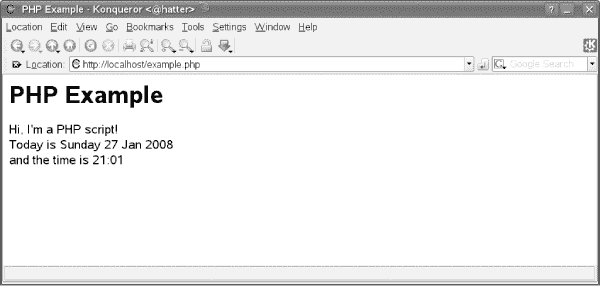 PHP Example - Konqueror <@hatter>
Location Edit View Go Bookmarks Tools Settings Window Help
Location: http://localhost/example.php Google Search
PHP Example
Hi, I'm a PHP script!
Today is Sunday 27 Jan 2008
and the time is 21:01